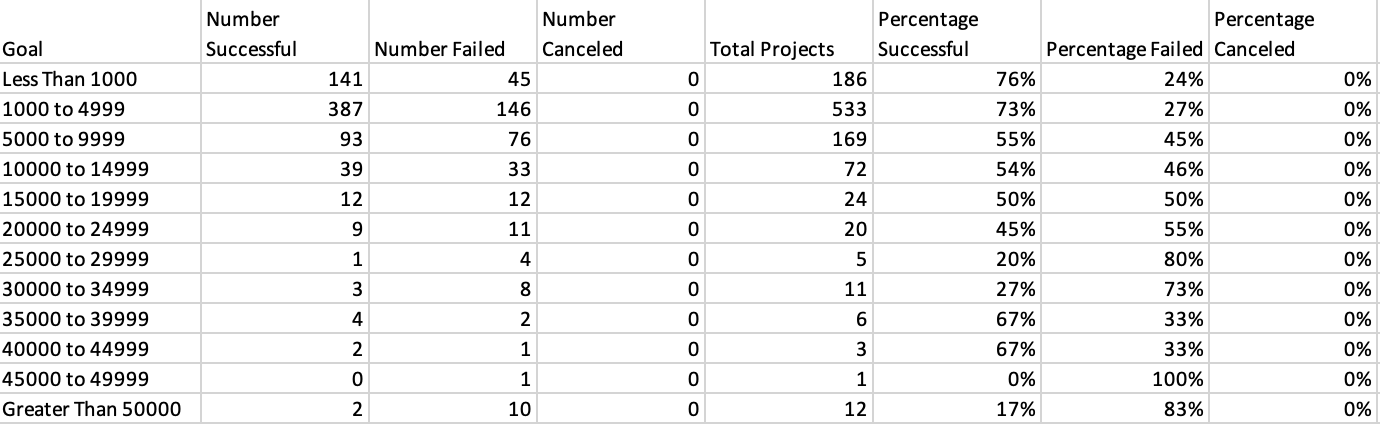 Goal Number Successful Number Failed Number Canceled Total Projects Percentage Successful Percentage Failed Percentage Canceled
Less Than 1000 141 45 0 186 76% 24% 0%
1000 to 4999 387 146 0 533 73% 27% 0%
5000 to 9999 93 76 0 169 55% 45% 0%
10000 to 14999 39 33 0 72 54% 46% 0%
15000 to 19999 12 12 0 24 50% 50% 0%
20000 to 24999 9 11 0 20 45% 55% 0%
25000 to 29999 1 4 0 5 20% 80% 0%
30000 to 34999 3 8 0 11 27% 73% 0%
35000 to 39999 4 2 0 6 67% 33% 0%
40000 to 44999 2 1 0 3 67% 33% 0%
45000 to 49999 0 1 0 1 0% 100% 0%
Greater Than 50000 2 10 0 12 17% 83% 0%